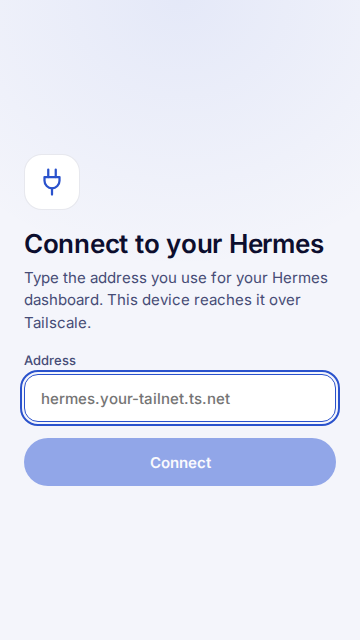 Connect to your Hermes
Type the address you use for your Hermes
dashboard. This device reaches it over
Tailscale.
Address
hermes.your-tailnet.ts.net
Connect